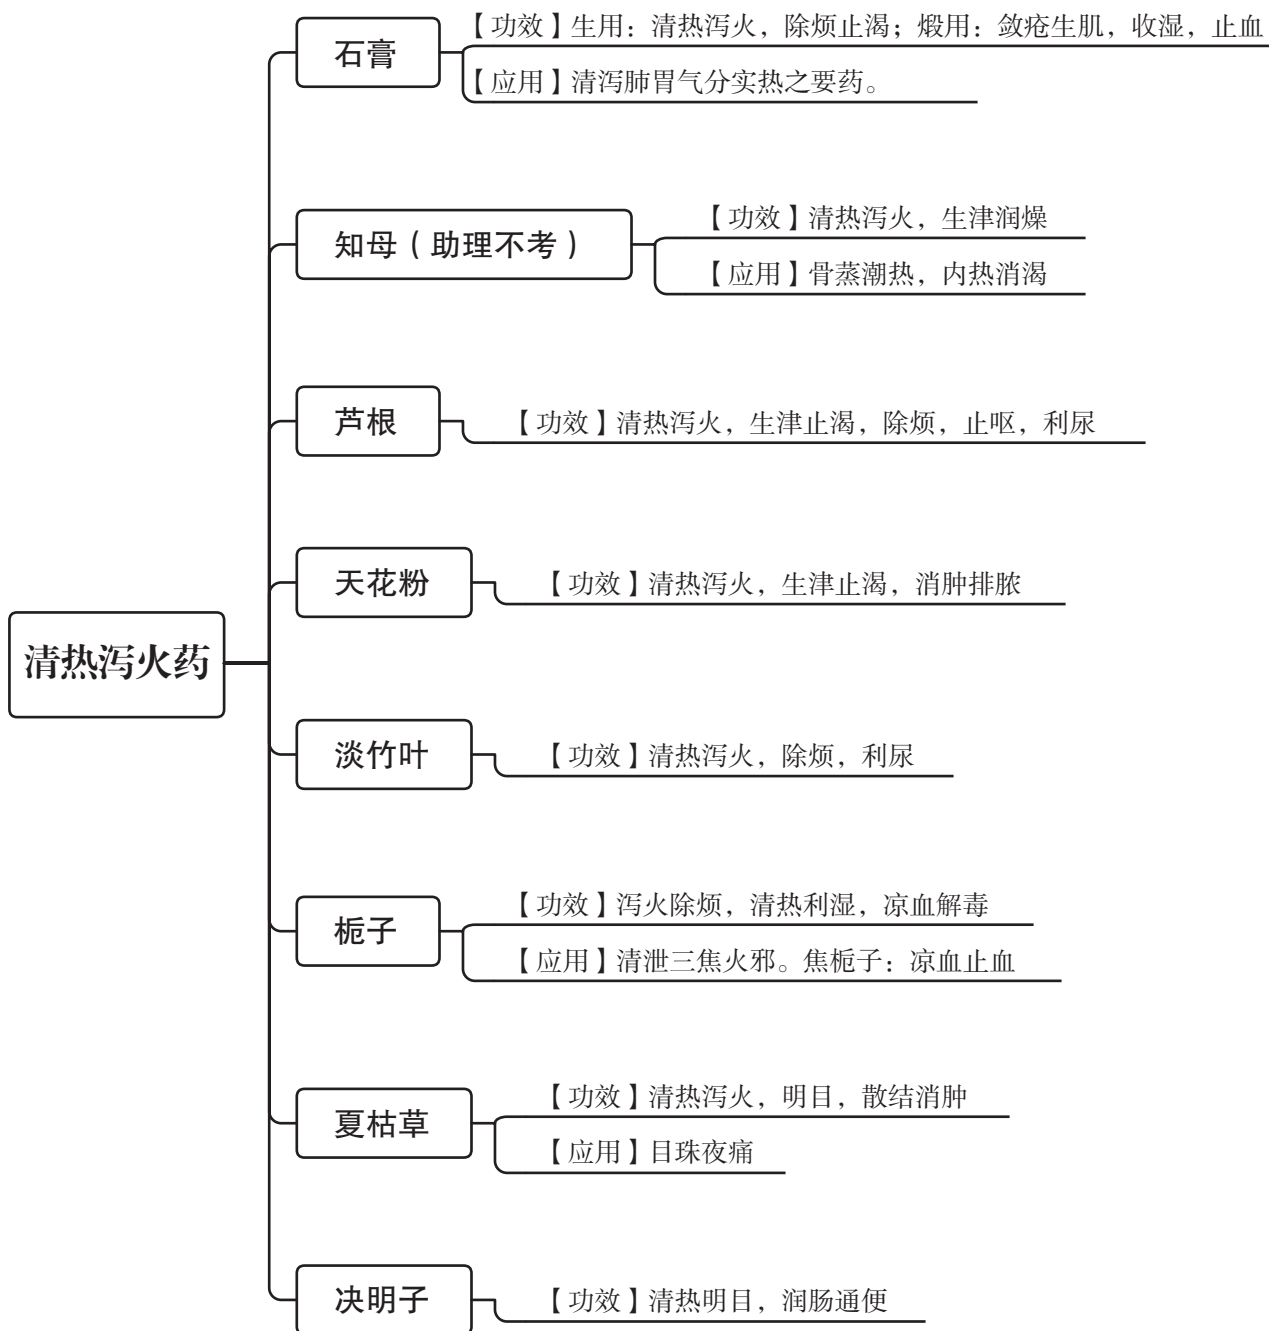 清热泻火药
石膏
【功效】生用：清热泻火，除烦止渴；煅用：敛疮生肌，收湿，止血
【应用】清泻肺胃气分实热之要药。
知母（助理不考）
【功效】清热泻火，生津润燥
【应用】骨蒸潮热，内热消渴
芦根
【功效】清热泻火，生津止渴，除烦，止呕，利尿
天花粉
【功效】清热泻火，生津止渴，消肿排脓
淡竹叶
【功效】清热泻火，除烦，利尿
栀子
【功效】泻火除烦，清热利湿，凉血解毒
【应用】清泄三焦火邪。焦栀子：凉血止血
夏枯草
【功效】清热泻火，明目，散结消肿
【应用】目珠夜痛
决明子
【功效】清热明目，润肠通便